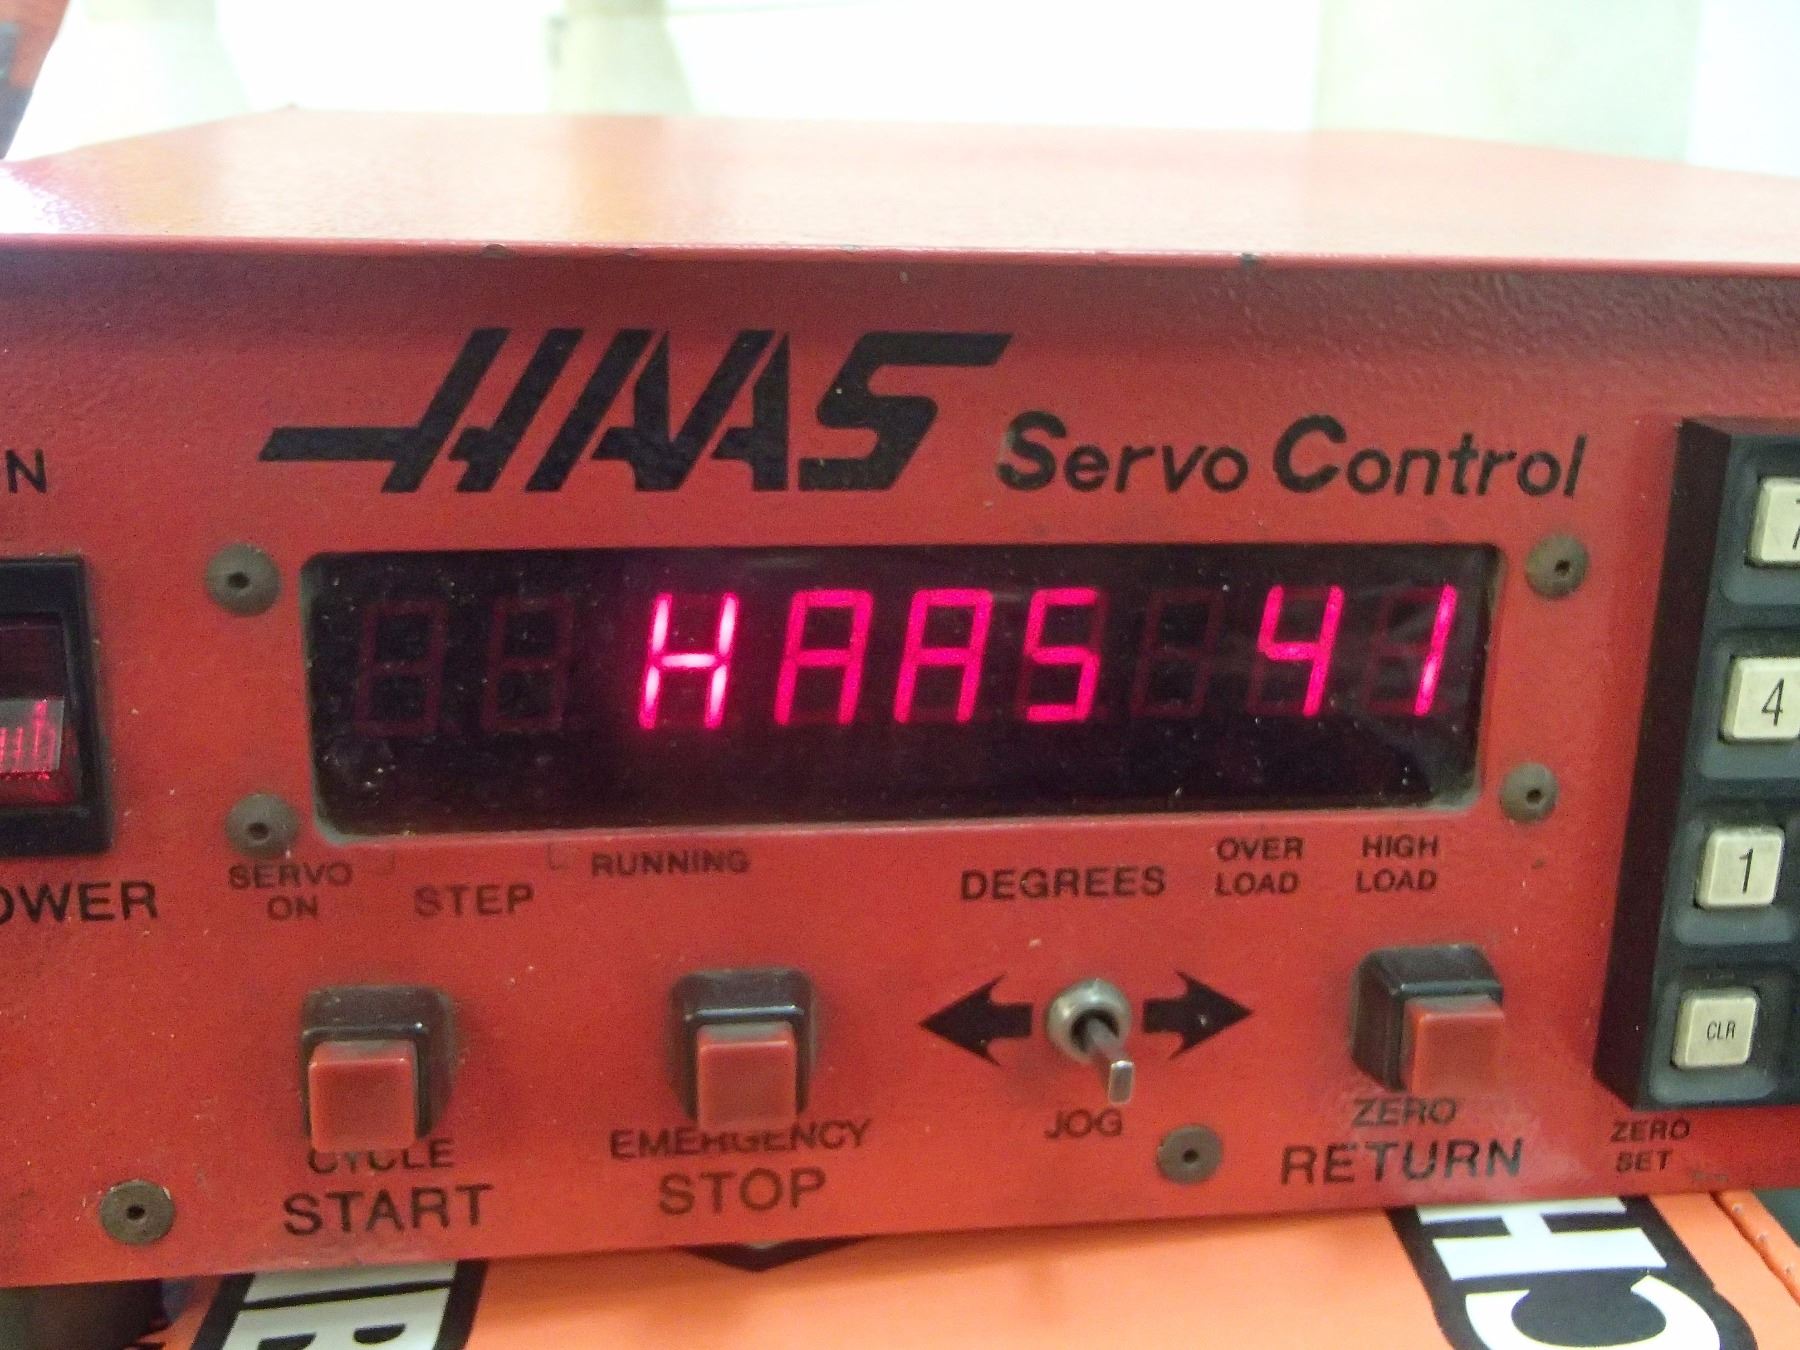 HAAS Servo Control
HAAS 41
SERVO
ON
STEP
RUNNING
DEGREES
OVER
LOAD
HIGH
LOAD
4
1
CLR
CYCLE
START
EMERGENCY
STOP
JOG
ZERO
RETURN
ZERO
SET